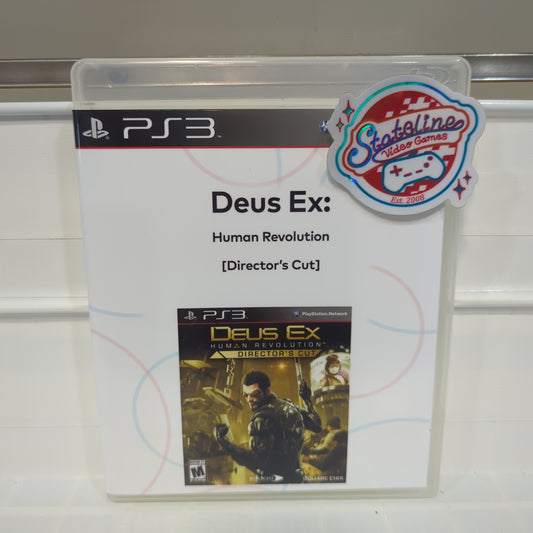 PS3
Stateline
Video Games
Est. 2008
Deus Ex:
Human Revolution
[Director's Cut]
PS3
PlayStation Network
DEUS EX
HUMAN REVOLUTION
DIRECTOR'S CUT
M
SQUARE ENIX